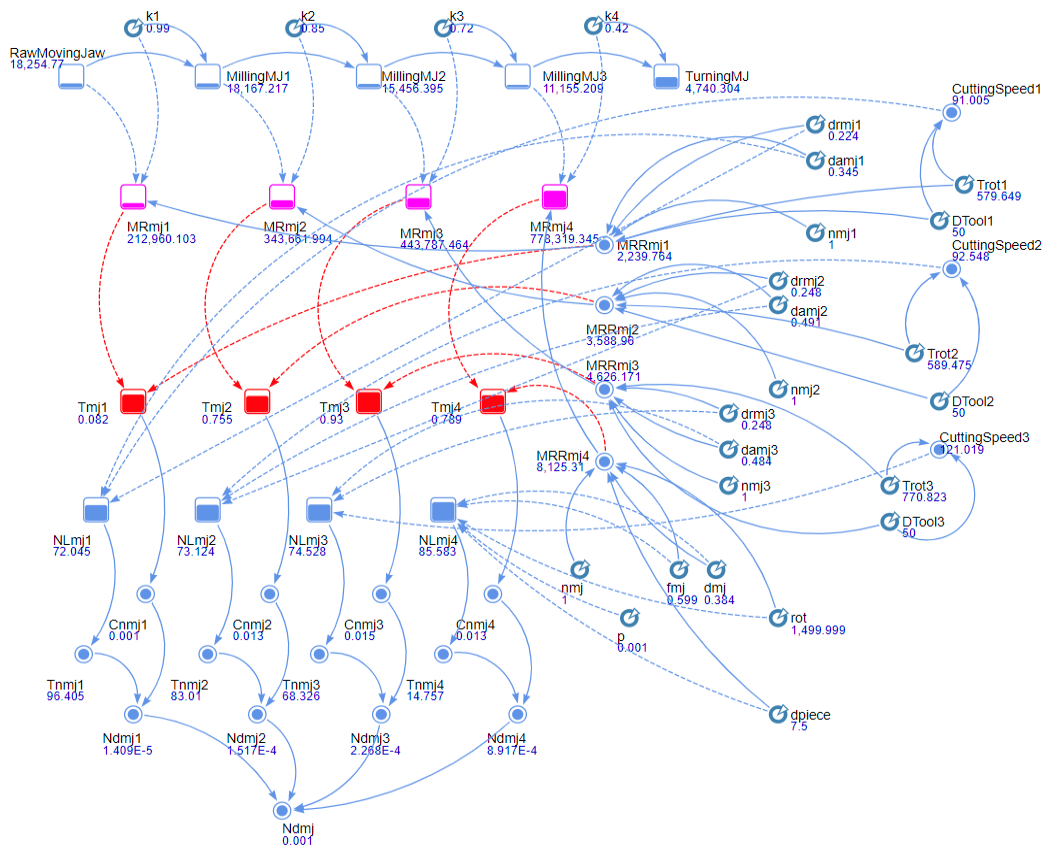 k1
0.99
k2
0.85
k3
0.72
k4
0.42
RawMovingJaw
18,254.77
MillingMJ1
18,167.217
MillingMJ2
15,456.395
MillingMJ3
11,155.209
TurningMJ
4,740.304
CuttingSpeed1
91.005
drmj1
0.224
damj1
0.345
Trot1
579.649
DTool1
50
nmj1
1
MRmj1
212,960.103
MRmj2
343,661.994
MRmj3
443,787.464
MRmj4
778,319.345
MRRmj1
2,239.764
CuttingSpeed2
92.548
drmj2
0.248
damj2
0.491
MRRmj2
3,588.96
Trot2
589.475
MRRmj3
4,626.171
nmj2
1
DTool2
50
Tmj1
0.082
Tmj2
0.755
Tmj3
0.93
Tmj4
0.789
drmj3
0.248
CuttingSpeed3
121.019
damj3
0.484
MRRmj4
8,125.31
nmj3
1
Trot3
770.823
DTool3
50
NLmj1
72.045
NLmj2
73.124
NLmj3
74.528
NLmj4
85.583
nmj
1
fmj
0.599
dmj
0.384
p
0.001
rot
1,499.999
Cnmj1
0.001
Cnmj2
0.013
Cnmj3
0.015
Cnmj4
0.013
Tnmj1
96.405
Tnmj2
83.01
Tnmj3
68.326
Tnmj4
14.757
dpiece
7.5
Ndmj1
1.409E-5
Ndmj2
1.517E-4
Ndmj3
2.268E-4
Ndmj4
8.917E-4
Ndmj
0.001